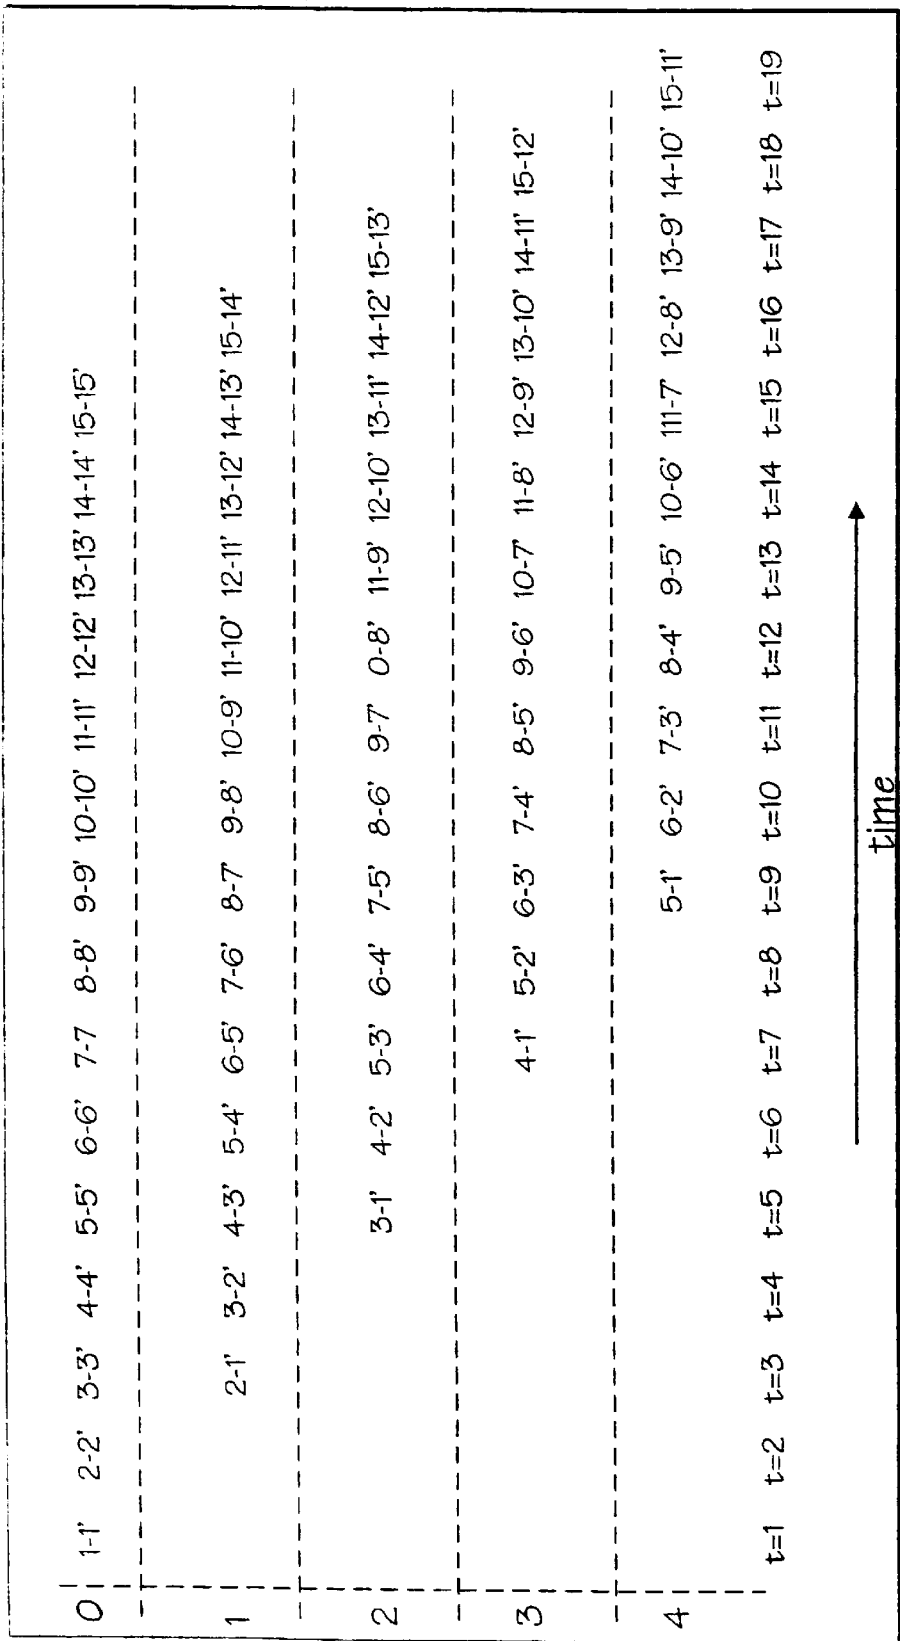 0 1-1' 2-2' 3-3' 4-4' 5-5' 6-6' 7-7 8-8' 9-9' 10-10' 11-11' 12-12' 13-13' 14-14' 15-15'
1 2-1' 3-2' 4-3' 5-4' 6-5' 7-6' 8-7' 9-8' 10-9' 11-10' 12-11' 13-12' 14-13' 15-14'
2 3-1' 4-2' 5-3' 6-4' 7-5' 8-6' 9-7' 0-8' 11-9' 12-10' 13-11' 14-12' 15-13'
3 4-1' 5-2' 6-3' 7-4' 8-5' 9-6' 10-7' 11-8' 12-9' 13-10' 14-11' 15-12'
4 5-1' 6-2' 7-3' 8-4' 9-5' 10-6' 111-7' 12-8' 13-9' 14-10' 15-11'
t=1 t=2 t=3 t=4 t=5 t=6 t=7 t=8 t=9 t=10 t=11 t=12 t=13 t=14 t=15 t=16 t=17 t=18 t=19
time